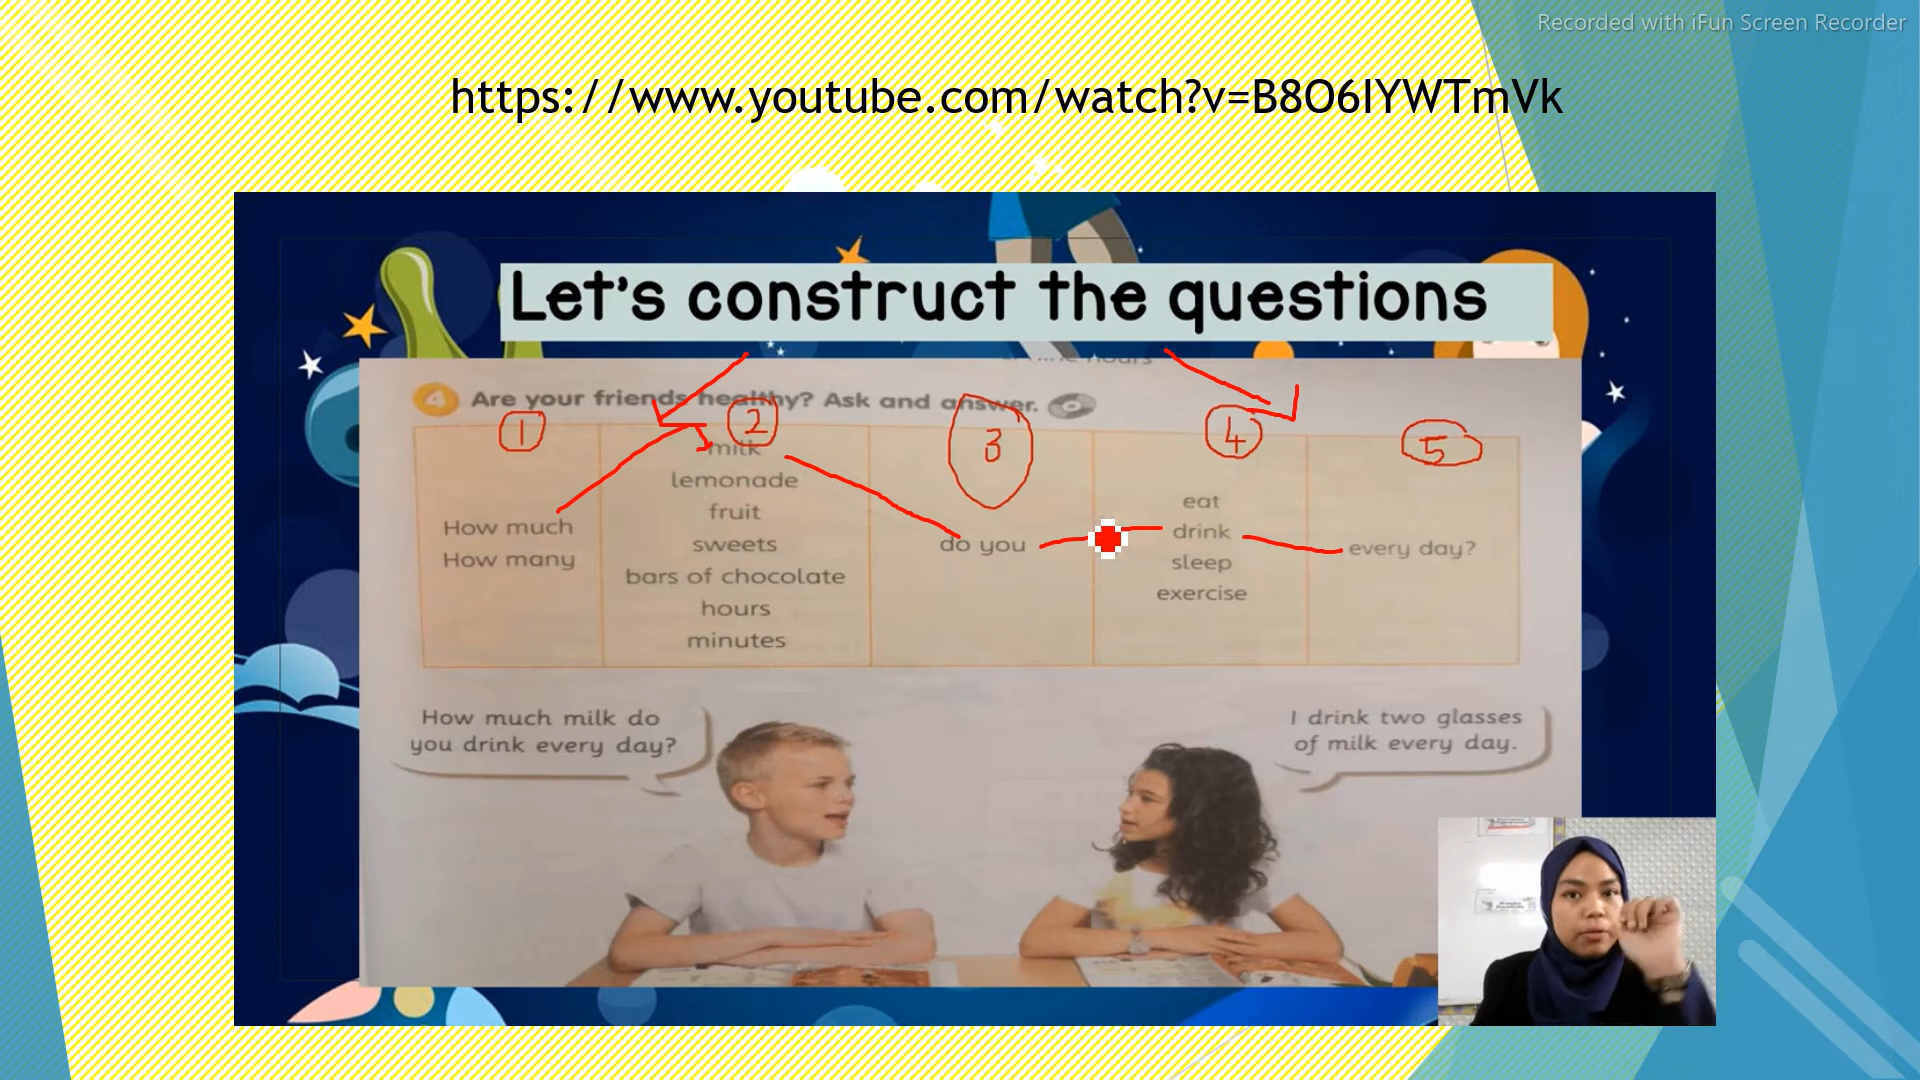 Recorded with iFun Screen Recorder
https://www.youtube.com/watch?v=B8O6IYWTmVk
Let's construct the questions
hours
4 Are your friends healthy? Ask and answer.
1
2
3
4
5
How much
How many
milk
lemonade
fruit
sweets
bars of chocolate
hours
minutes
do you
eat
drink
sleep
exercise
every day?
How much milk do
you drink every day?
I drink two glasses
of milk every day.